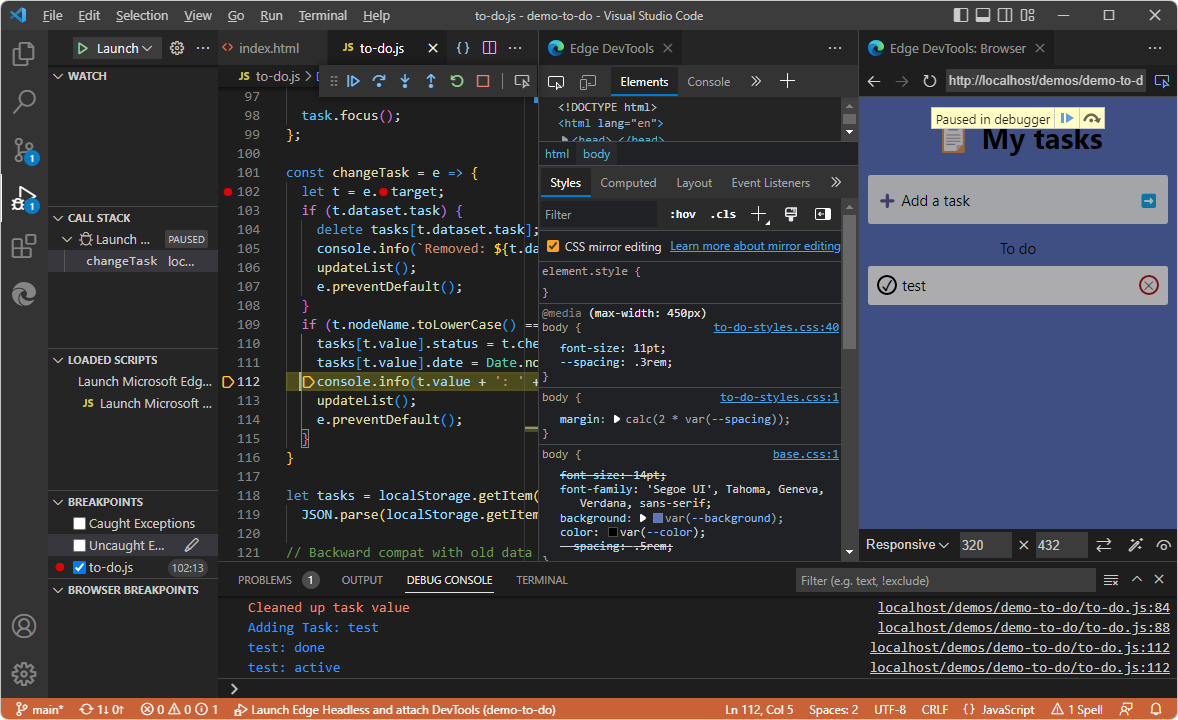 File Edit Selection View Go Run Terminal Help
to-do.js - demo-to-do - Visual Studio Code
Launch
index.html
JS to-do.js
Edge DevTools
Edge DevTools: Browser
WATCH
CALL STACK
Launch ... PAUSED
changeTask loc...
LOADED SCRIPTS
Launch Microsoft Edg...
JS Launch Microsoft ...
BREAKPOINTS
Caught Exceptions
Uncaught E...
to-do.js 102:13
BROWSER BREAKPOINTS
1
1
JS to-do.js
97
98 task.focus();
99 };
100
101 const changeTask = e => {
102 let t = e. target;
103 if (t.dataset.task) {
104 delete tasks[t.dataset.task];
105 console.info(`Removed: ${t.da
106 updateList();
107 e.preventDefault();
108 }
109 if (t.nodeName.toLowerCase() ==
110 tasks[t.value].status = t.che
111 tasks[t.value].date = Date.no
112 console.info(t.value + ': ' +
113 updateList();
114 e.preventDefault();
115 }
116 }
117
118 let tasks = localStorage.getItem(
119 JSON.parse(localStorage.getItem
120
121 // Backward compat with old data
Elements Console
<!DOCTYPE html>
<html lang="en">
<head> </head>
html body
Styles Computed Layout Event Listeners
Filter :hov .cls
CSS mirror editing Learn more about mirror editing
element.style {
}
@media (max-width: 450px)
body { to-do-styles.css:40
font-size: 11pt;
--spacing: .3rem;
}
body { to-do-styles.css:1
margin: calc(2 * var(--spacing));
}
body { base.css:1
font-size: 14pt;
font-family: 'Segoe UI', Tahoma, Geneva,
Verdana, sans-serif;
background: var(--background);
color: var(--color);
--spacing: .5rem;
}
http://localhost/demos/demo-to-d
Paused in debugger
My tasks
Add a task
To do
test
Responsive 320 × 432
PROBLEMS 1 OUTPUT DEBUG CONSOLE TERMINAL
Filter (e.g. text, !exclude)
Cleaned up task value localhost/demos/demo-to-do/to-do.js:84
Adding Task: test localhost/demos/demo-to-do/to-do.js:88
test: done localhost/demos/demo-to-do/to-do.js:112
test: active localhost/demos/demo-to-do/to-do.js:112
main* 1↓ 0↑ 0 0 1 Launch Edge Headless and attach DevTools (demo-to-do) Ln 112, Col 5 Spaces: 2 UTF-8 CRLF {} JavaScript 1 Spell